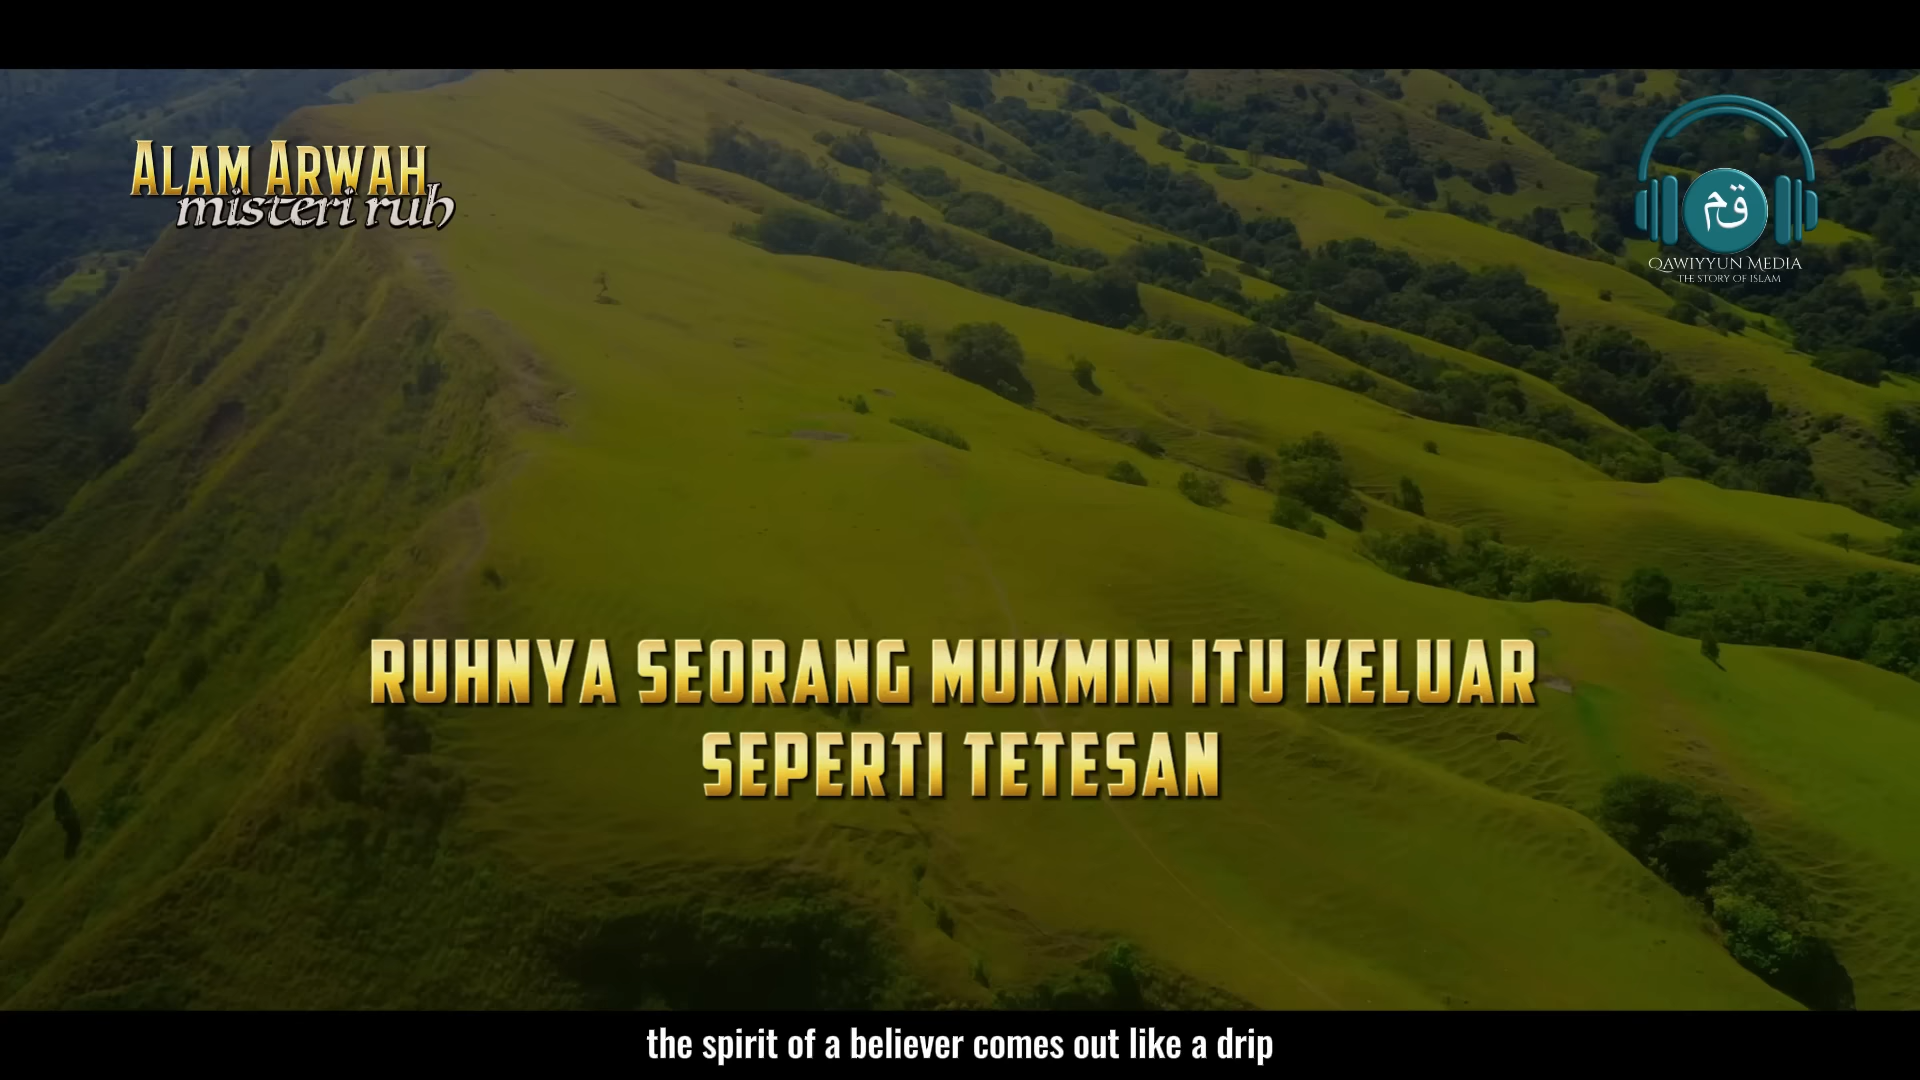 ALAM ARWAH
misteri ruh
قم
QAWIYYUN MEDIA
THE STORY OF ISLAM
RUHNYA SEORANG MUKMIN ITU KELUAR
SEPERTI TETESAN
the spirit of a believer comes out like a drip